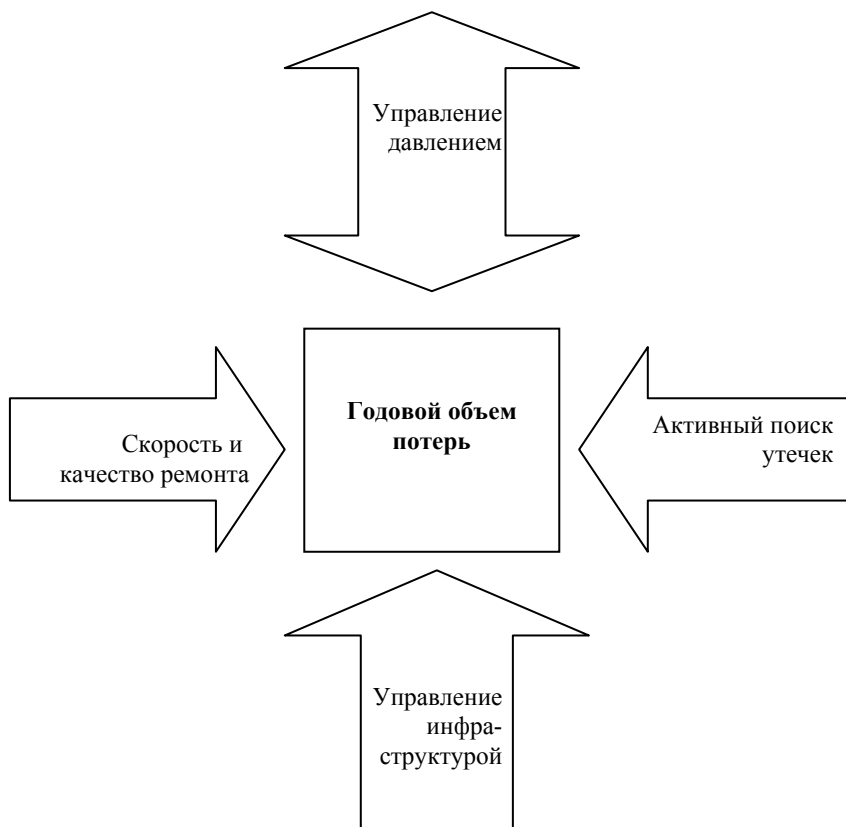 Управление
давлением
Годовой объем
потерь
Скорость и
качество ремонта
Активный поиск
утечек
Управление
инфра-
структурой